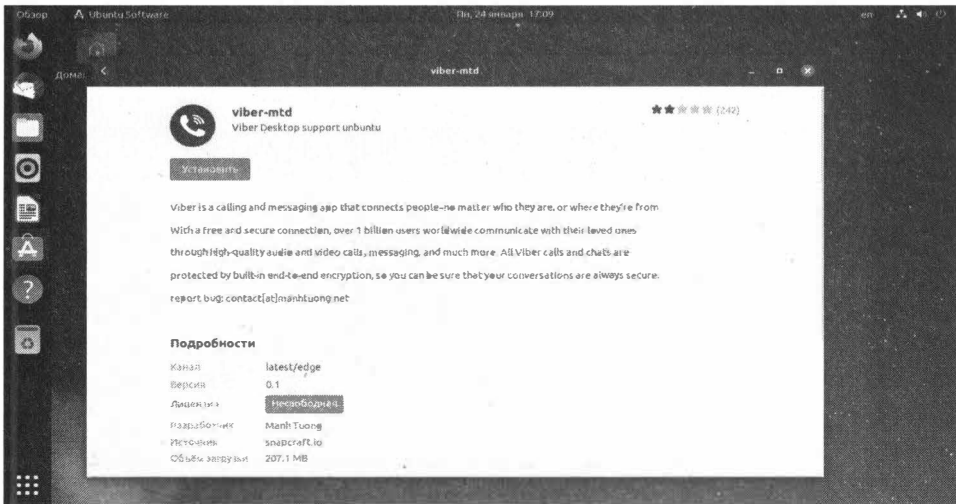 Обзор
Ubuntu Software
Пн, 24 января 17:09
en
Дома
viber-mtd
viber-mtd
Viber Desktop support unbuntu
(242)
Установить
Viber is a calling and messaging app that connects people-no matter who they are, or where they're from
With a free and secure connection, over 1 billion users worldwide communicate with their loved ones
through high-quality audio and video calls, messaging, and much more. All Viber calls and chats are
protected by built-in end-to-end encryption, so you can be sure that your conversations are always secure.
report bug: contact[at]manhtuong.net
Подробности
Канал latest/edge
Версия 0.1
Лицензия Несвободная
Разработчик Manh Tuong
Источник snapcraft.io
Объём загрузки 207.1 MB